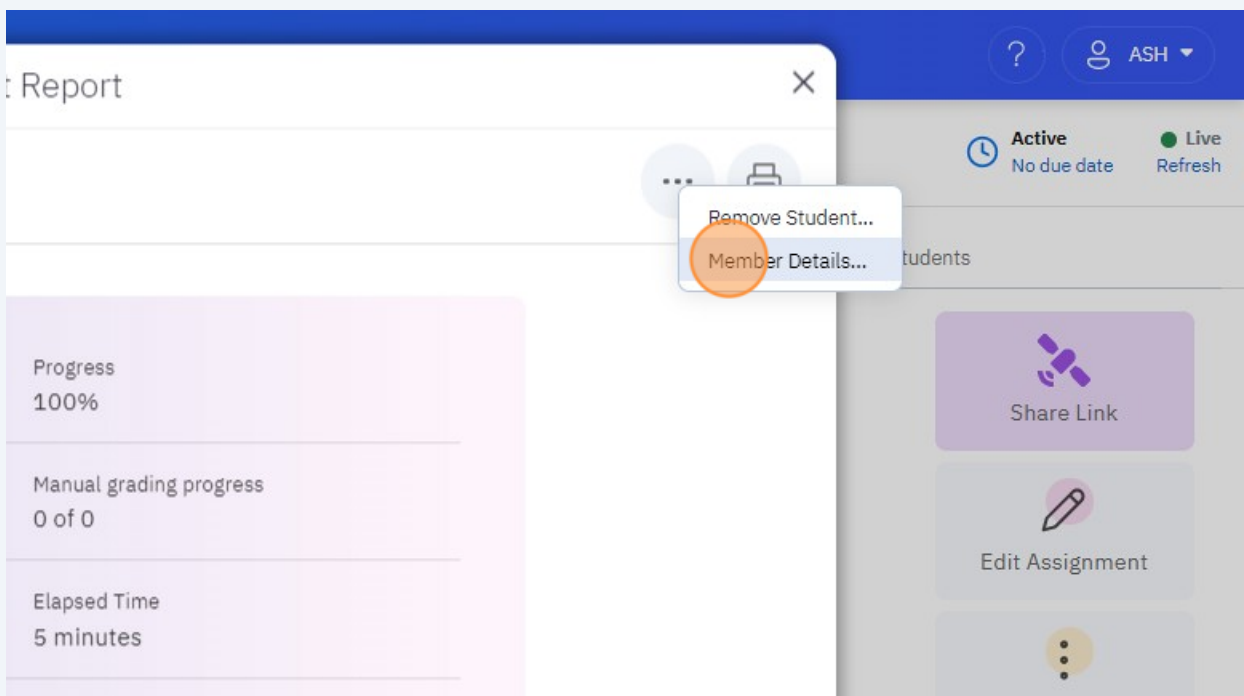 ASH
: Report
Active
Live
No due date
Refresh
Remove Student...
Member Details...
tudents
Progress
100%
Share Link
Manual grading progress
0 of 0
Edit Assignment
Elapsed Time
5 minutes